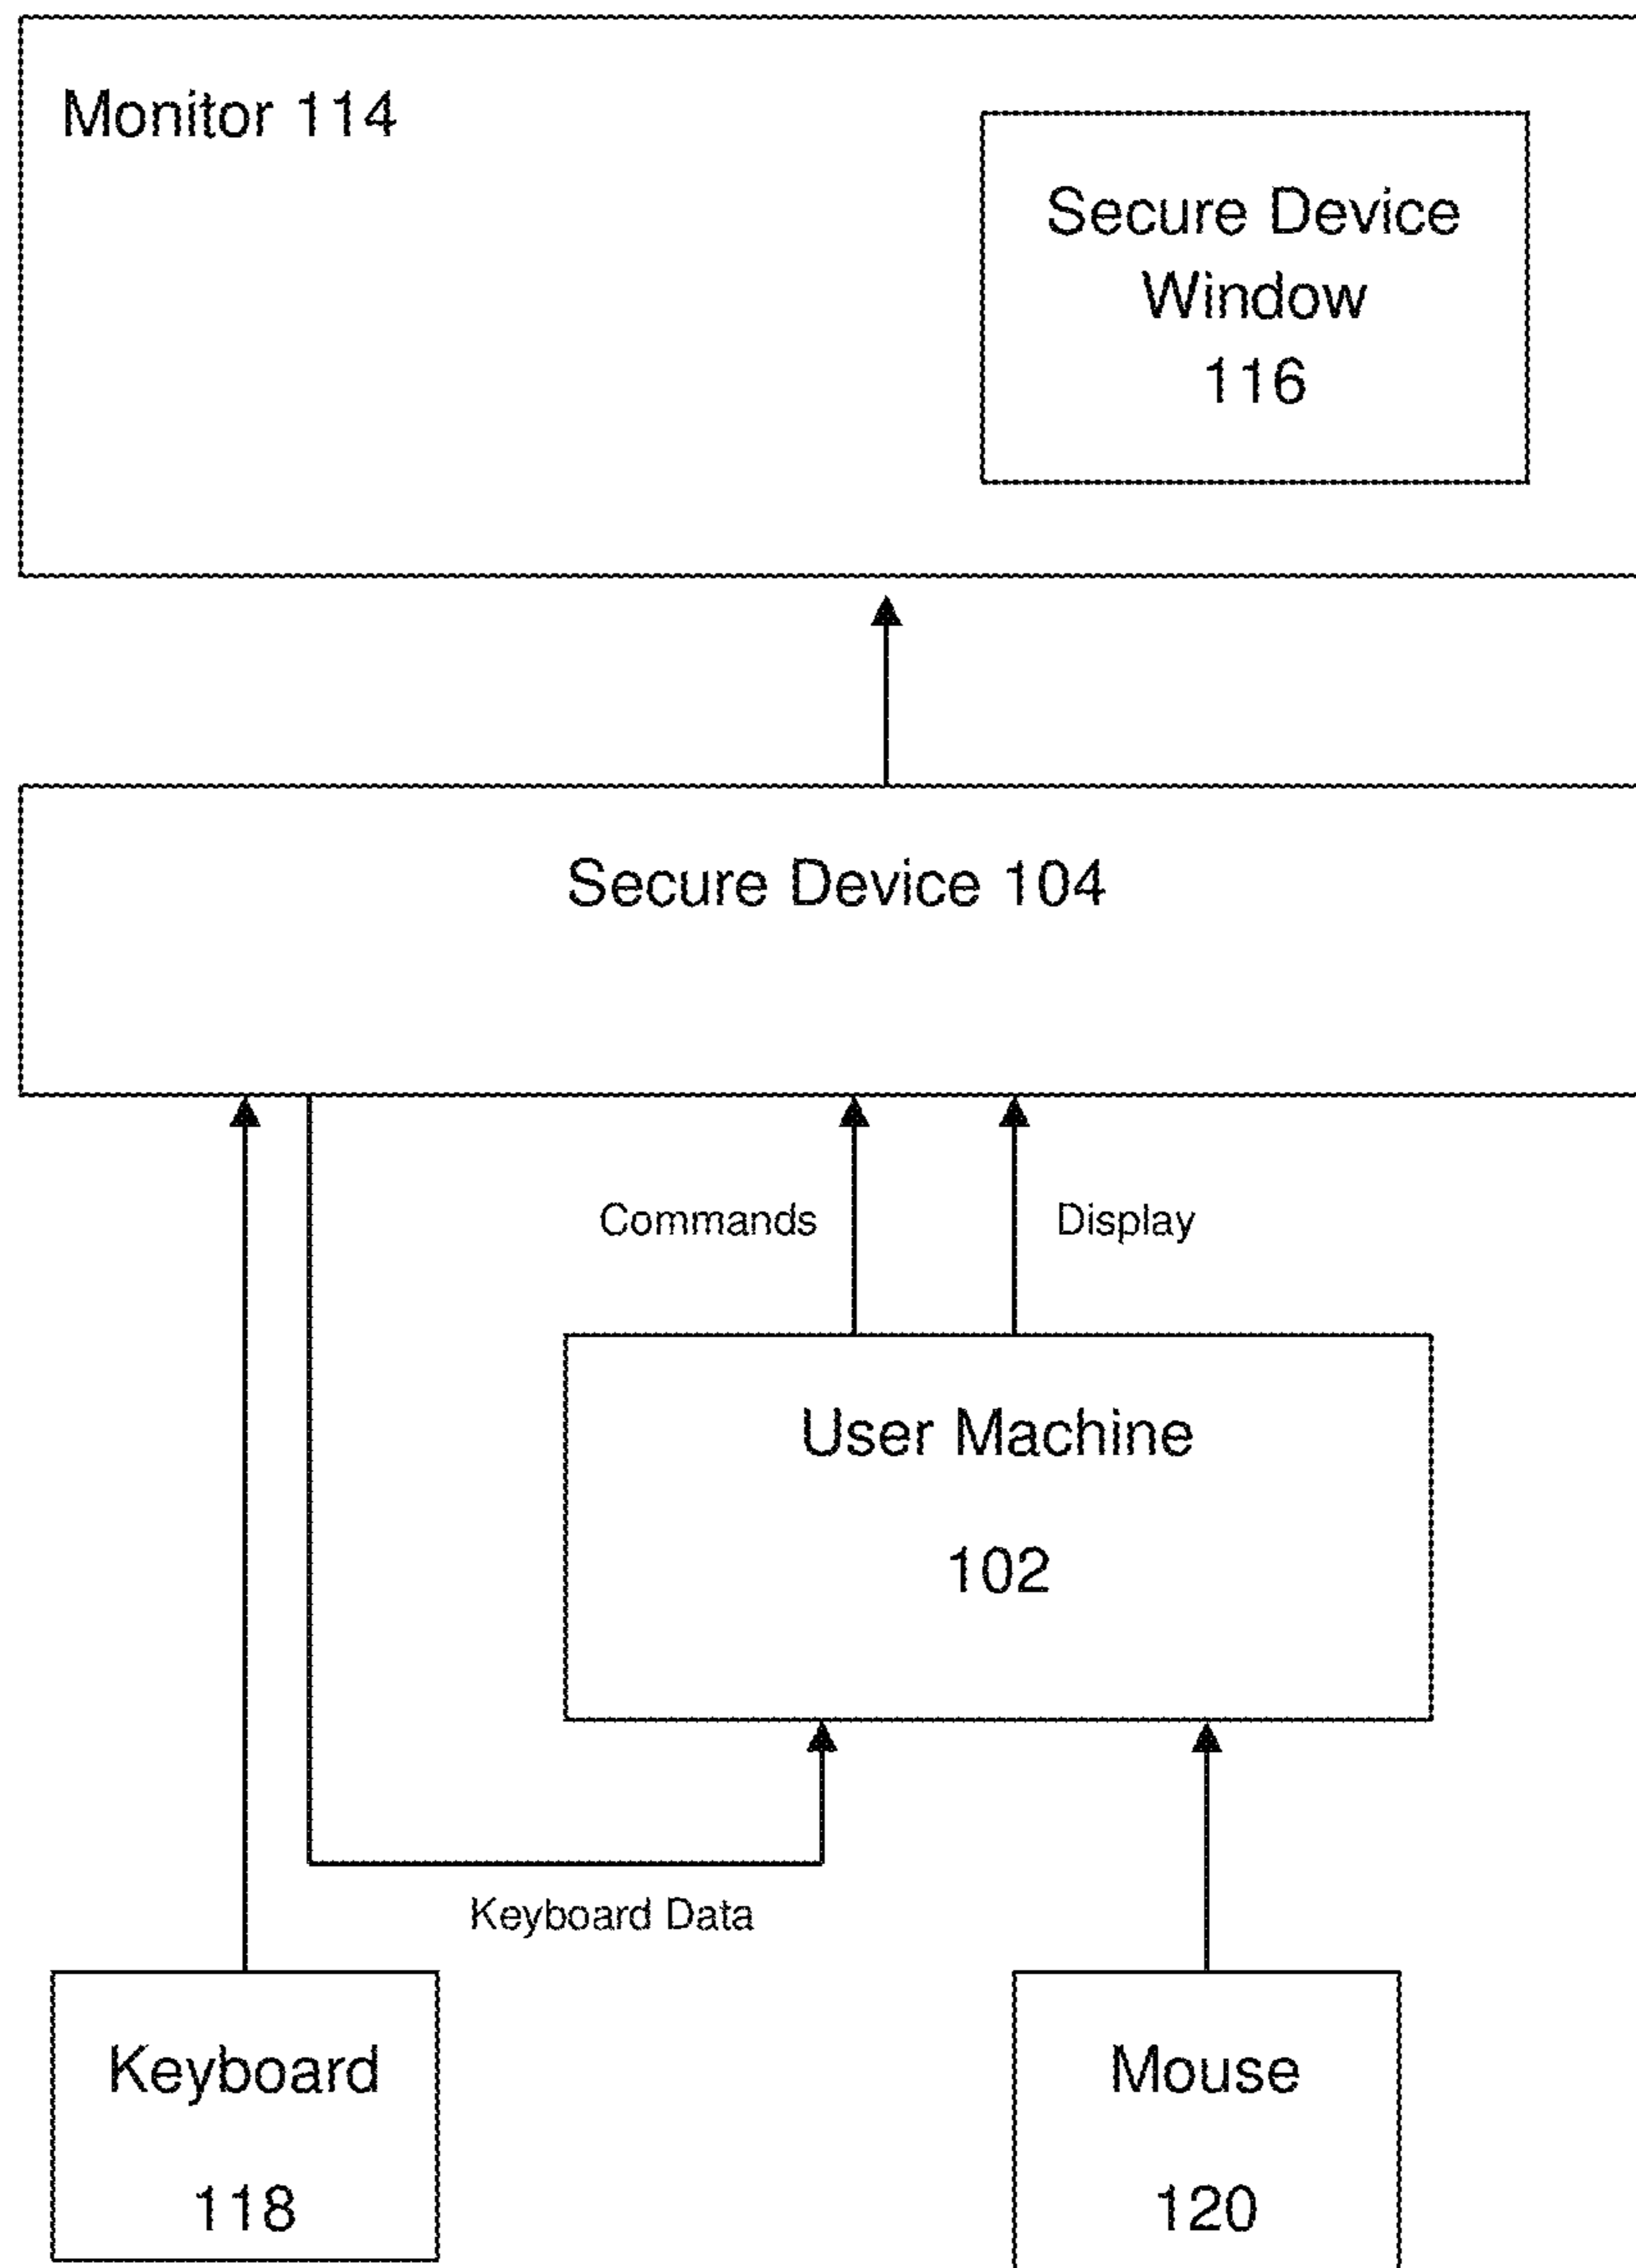 Monitor 114
Secure Device
Window
116
Secure Device 104
Commands
Display
User Machine
102
Keyboard Data
Keyboard
118
Mouse
120